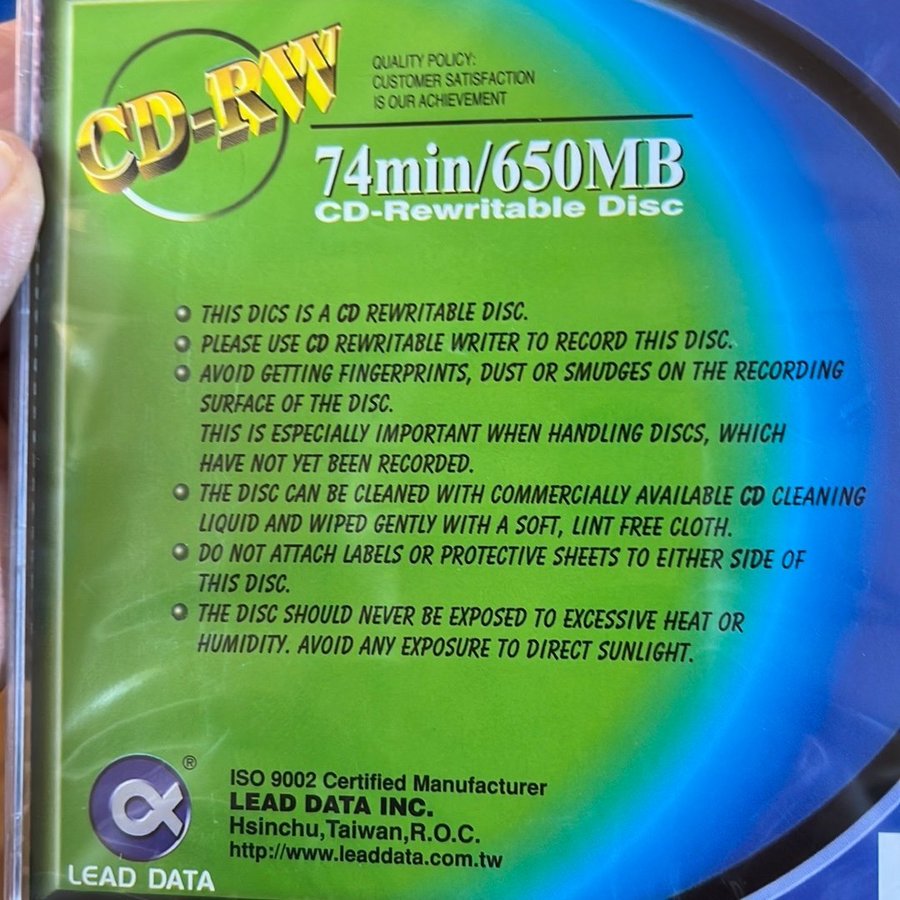 CD-RW
QUALITY POLICY:
CUSTOMER SATISFACTION
IS OUR ACHIEVEMENT
74min/650MB
CD-Rewritable Disc
THIS DICS IS A CD REWRITABLE DISC.
PLEASE USE CD REWRITABLE WRITER TO RECORD THIS DISC.
AVOID GETTING FINGERPRINTS, DUST OR SMUDGES ON THE RECORDING
SURFACE OF THE DISC.
THIS IS ESPECIALLY IMPORTANT WHEN HANDLING DISCS, WHICH
HAVE NOT YET BEEN RECORDED.
THE DISC CAN BE CLEANED WITH COMMERCIALLY AVAILABLE CD CLEANING
LIQUID AND WIPED GENTLY WITH A SOFT, LINT FREE CLOTH.
DO NOT ATTACH LABELS OR PROTECTIVE SHEETS TO EITHER SIDE OF
THIS DISC.
THE DISC SHOULD NEVER BE EXPOSED TO EXCESSIVE HEAT OR
HUMIDITY. AVOID ANY EXPOSURE TO DIRECT SUNLIGHT.
®
LEAD DATA
ISO 9002 Certified Manufacturer
LEAD DATA INC.
Hsinchu,Taiwan,R.O.C.
http://www.leaddata.com.tw